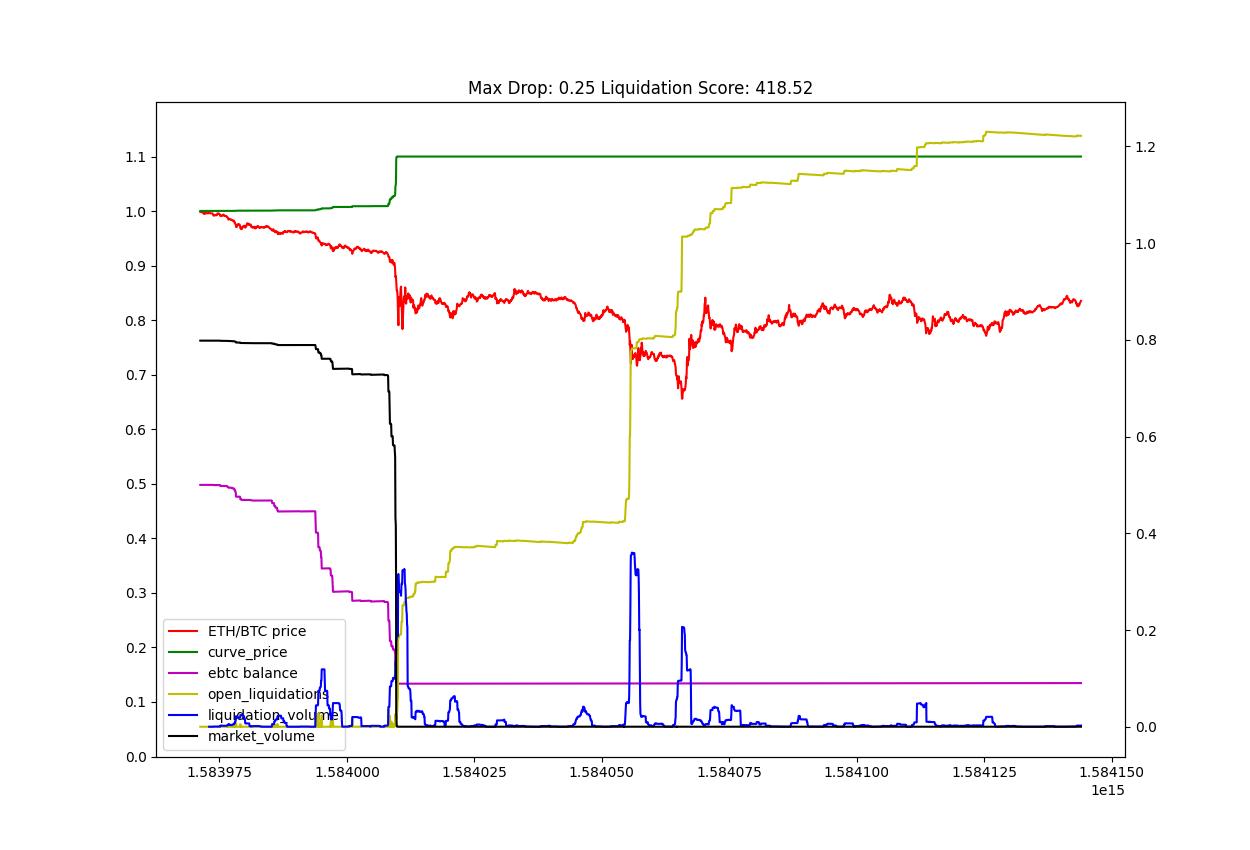 Max Drop: 0.25 Liquidation Score: 418.52
1.1
1.0
0.9
0.8
0.7
0.6
0.5
0.4
0.3
0.2
0.1
0.0
1.2
1.0
0.8
0.6
0.4
0.2
0.0
ETH/BTC price
curve_price
ebtc balance
open_liquidations
liquidation_volume
market_volume
1.583975 1.584000 1.584025 1.584050 1.584075 1.584100 1.584125 1.584150
1e15